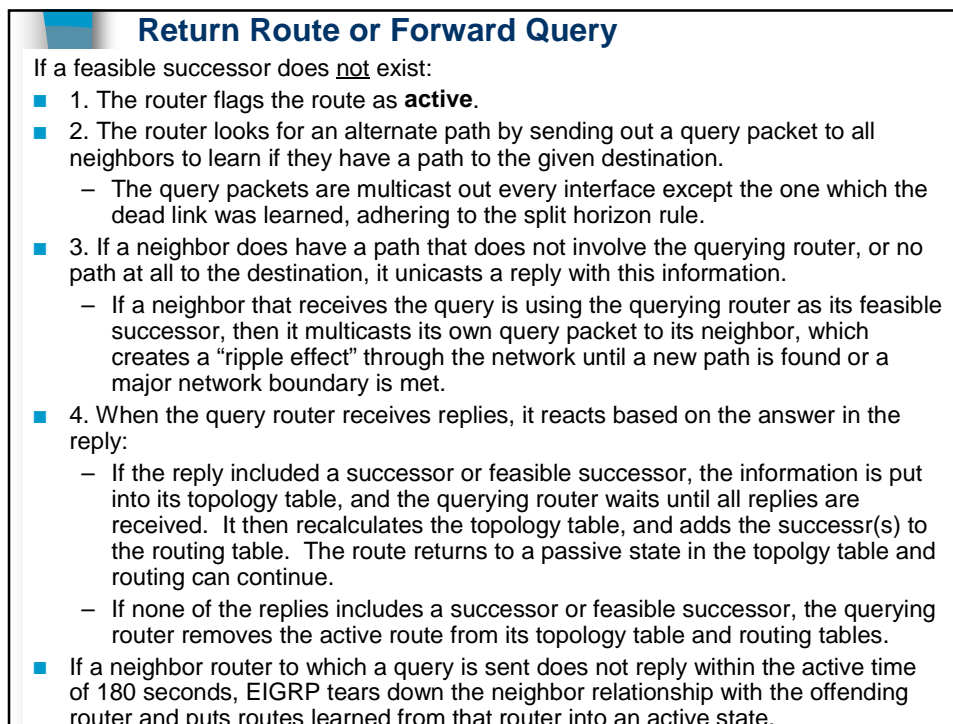 Return Route or Forward Query
If a feasible successor does not exist:
■ 1. The router flags the route as active.
■ 2. The router looks for an alternate path by sending out a query packet to all
neighbors to learn if they have a path to the given destination.
– The query packets are multicast out every interface except the one which the
dead link was learned, adhering to the split horizon rule.
■ 3. If a neighbor does have a path that does not involve the querying router, or no
path at all to the destination, it unicasts a reply with this information.
– If a neighbor that receives the query is using the querying router as its feasible
successor, then it multicasts its own query packet to its neighbor, which
creates a “ripple effect” through the network until a new path is found or a
major network boundary is met.
■ 4. When the query router receives replies, it reacts based on the answer in the
reply:
– If the reply included a successor or feasible successor, the information is put
into its topology table, and the querying router waits until all replies are
received. It then recalculates the topology table, and adds the successr(s) to
the routing table. The route returns to a passive state in the topolgy table and
routing can continue.
– If none of the replies includes a successor or feasible successor, the querying
router removes the active route from its topology table and routing tables.
■ If a neighbor router to which a query is sent does not reply within the active time
of 180 seconds, EIGRP tears down the neighbor relationship with the offending
router and puts routes learned from that router into an active state.